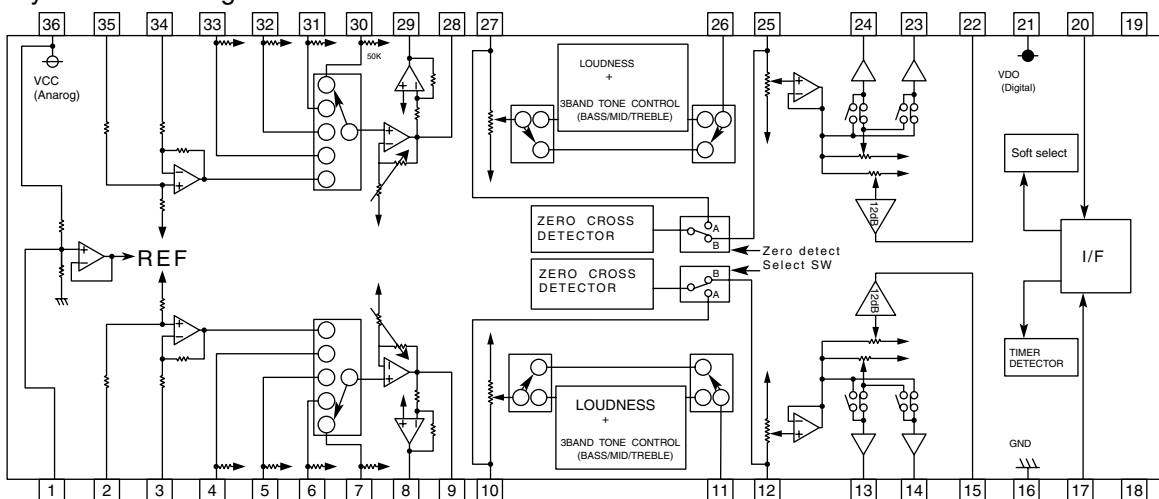 36 35 34 33 32 31 30 29 28 27 26 25 24 23 22 21 20 19
VCC
(Anarog)
50K
LOUDNESS
+
3BAND TONE CONTROL
(BASS/MID/TREBLE)
VDO
(Digital)
Soft select
12dB
ZERO CROSS
DETECTOR
A
B
Zero detect
Select SW
REF
I/F
ZERO CROSS
DETECTOR
B
A
12dB
TIMER
DETECTOR
LOUDNESS
+
3BAND TONE CONTROL
(BASS/MID/TREBLE)
GND
1 2 3 4 5 6 7 8 9 10 11 12 13 14 15 16 17 18